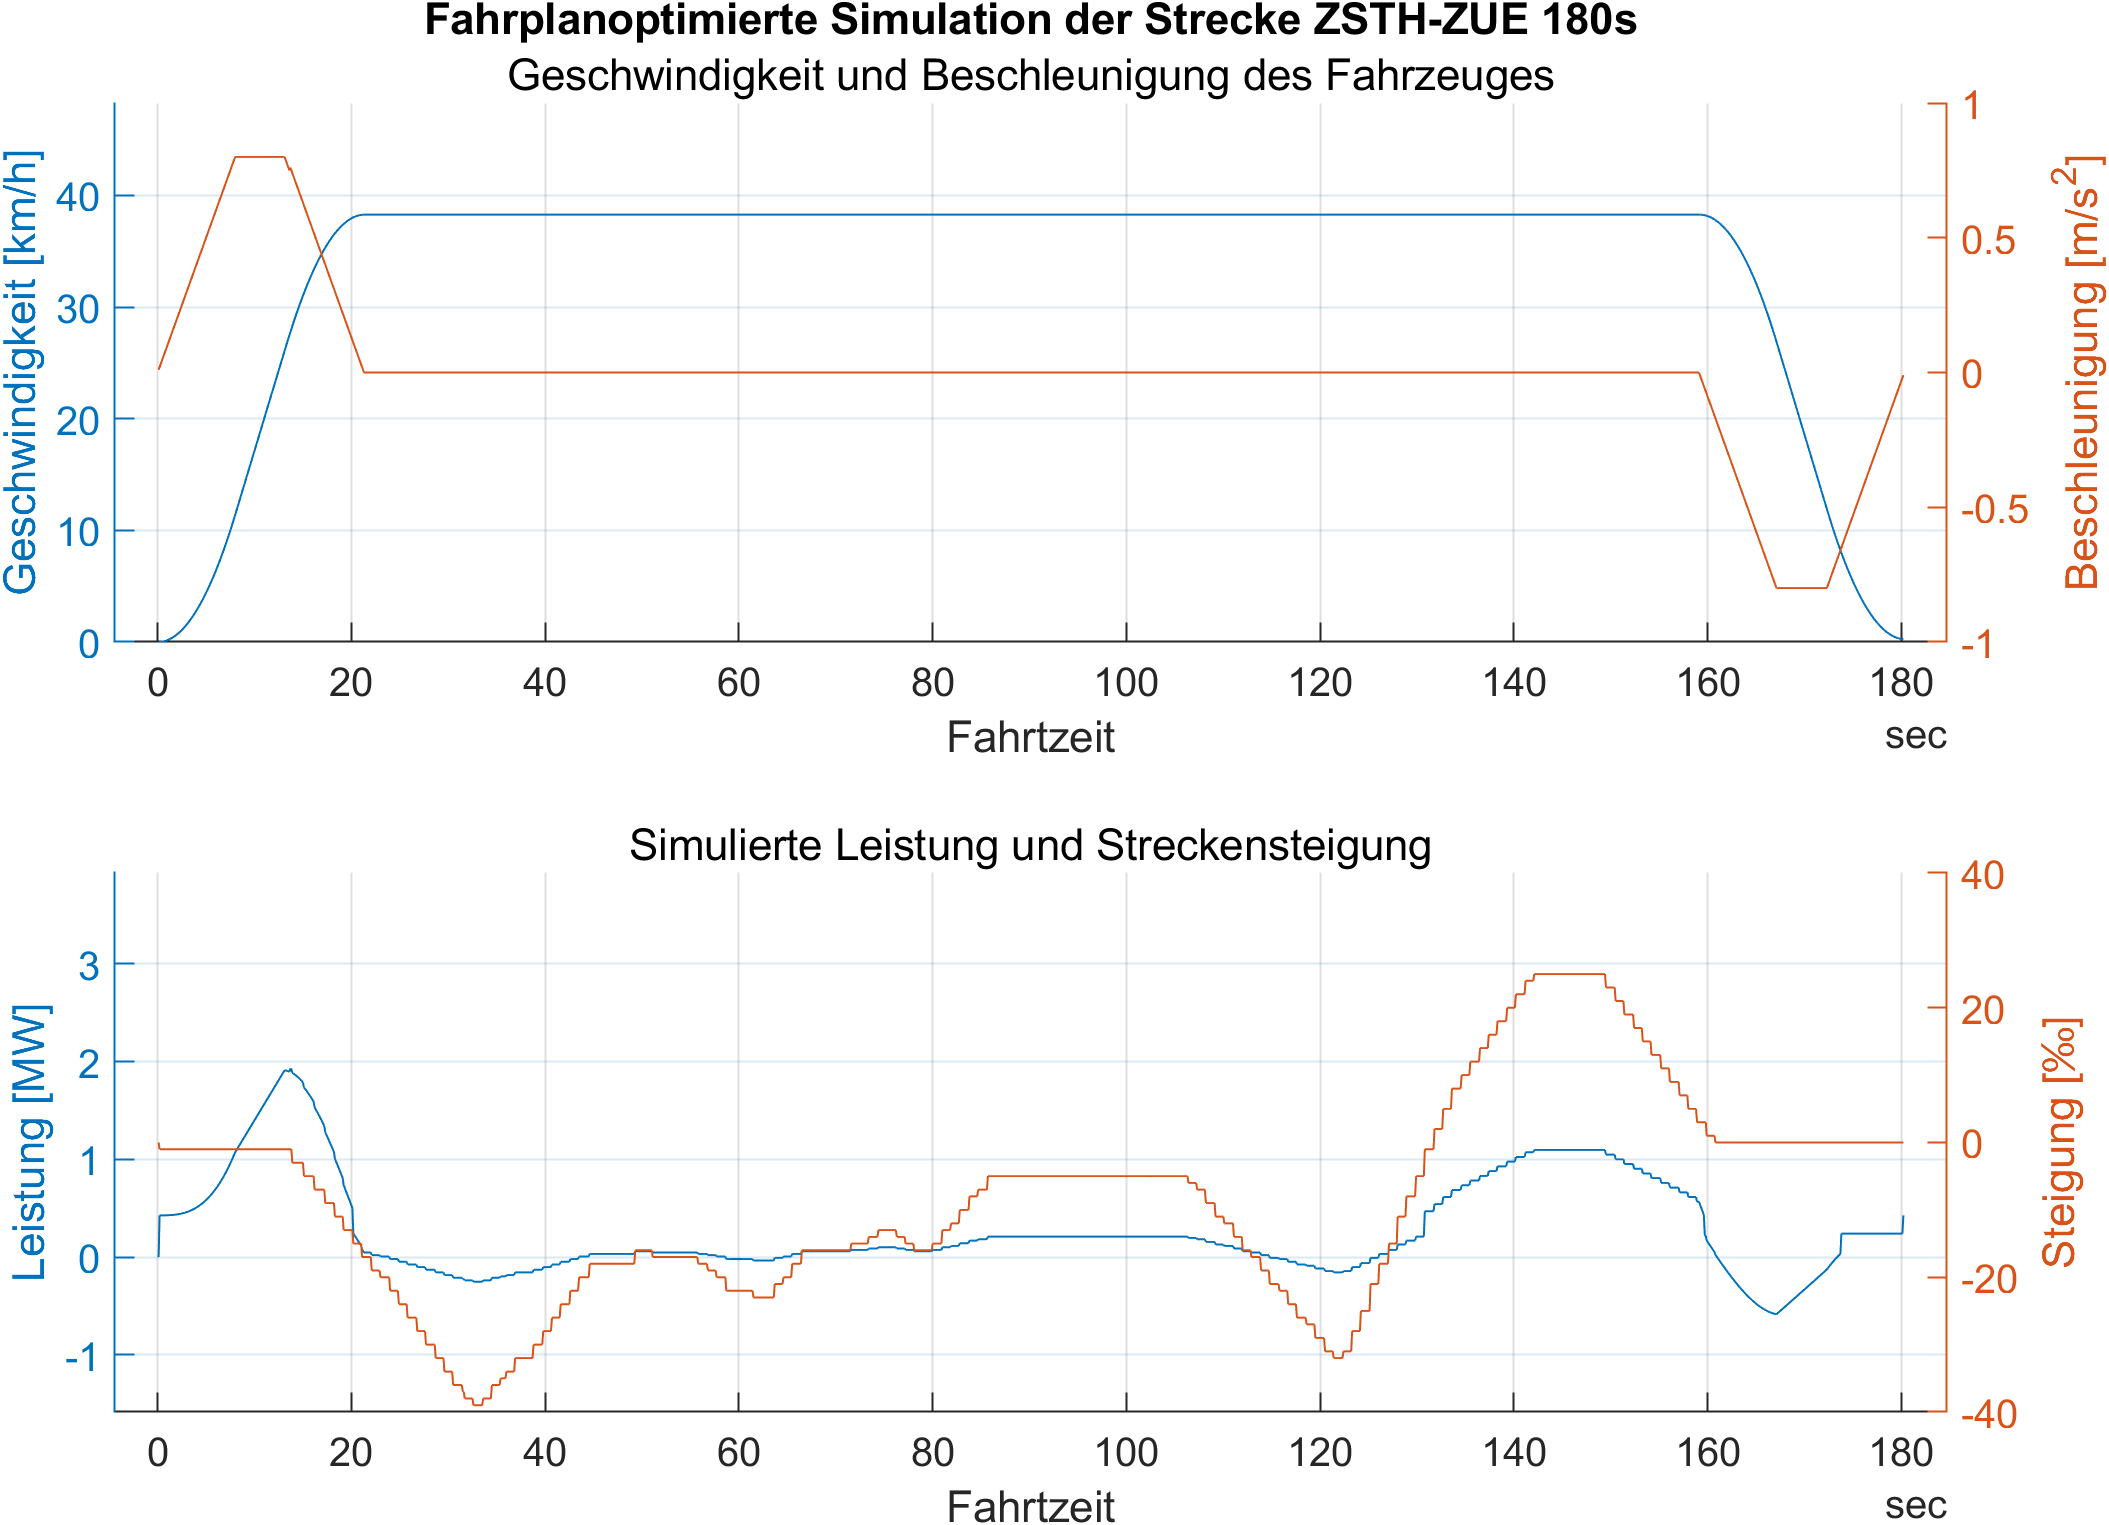 Fahrplanoptimierte Simulation der Strecke ZSTH-ZUE 180s
Geschwindigkeit und Beschleunigung des Fahrzeuges
Geschwindigkeit [km/h]
40
30
20
10
0
1
0.5
0
-0.5
-1
Beschleunigung [m/s²]
0 20 40 60 80 100 120 140 160 180
Fahrtzeit
sec
Simulierte Leistung und Streckensteigung
Leistung [MW]
3
2
1
0
-1
40
20
0
-20
-40
Steigung [‰]
0 20 40 60 80 100 120 140 160 180
Fahrtzeit
sec